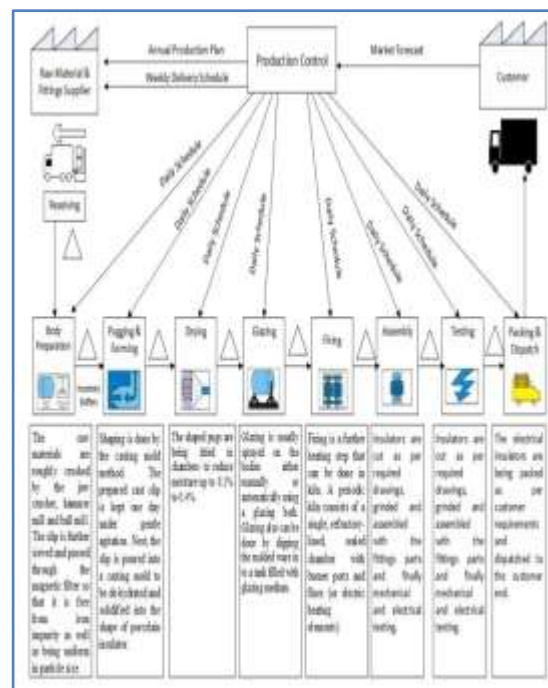 Annual Production Plan
Production Control
Market Forecast
Raw Material &
Fittings Supplier
Weekly Delivery Schedule
Customer
Receiving
Daily Schedule
Daily Schedule
Daily Schedule
Daily Schedule
Daily Schedule
Daily Schedule
Daily Schedule
Daily Schedule
Body
Preparation
Pugging &
Forming
Drying
Glazing
Firing
Assembly
Testing
Packing &
Dispatch
Inventory
The raw
materials are
roughly crushed
by the jaw
crusher, hammer
mill and ball mill.
The slip is further
sieved and passed
through the
magnetic filter so
that it is free
from iron
impurity as well
as being uniform
in particle size
Shaping is done by
the casting mold
method. The
prepared cast slip
is kept one day
under gentle
agitation. Next, the
slip is poured into
a casting mold to
be dehydrated and
solidified into the
shape of porcelain
insulator.
The shaped pugs are
being dried in
chambers to reduce
moisture up to
Glazing is usually
sprayed on the
bodies either
manually or
automatically using
a glazing
Glazing also can be
done by dipping
the molded ware in
to a tank filled with
glazing medium.
Firing is a further
heating step that
can be done in
kiln. A periodic
kiln consists of a
single, refractory-
lined, sealed
chamber with
burner ports and
flues (or electric
heating
elements)
Insulators are
cut as per
required
drawings,
grinded and
assembled
with the
fittings parts
and finally
mechanical
and electrical
testing.
Insulators are
cut as per
required
drawings,
grinded and
assembled
with the
fittings parts
and finally
mechanical
and electrical
testing.
The electrical
insulators are
being packed
as per
customer
requirements
and
dispatched to
the customer
end.